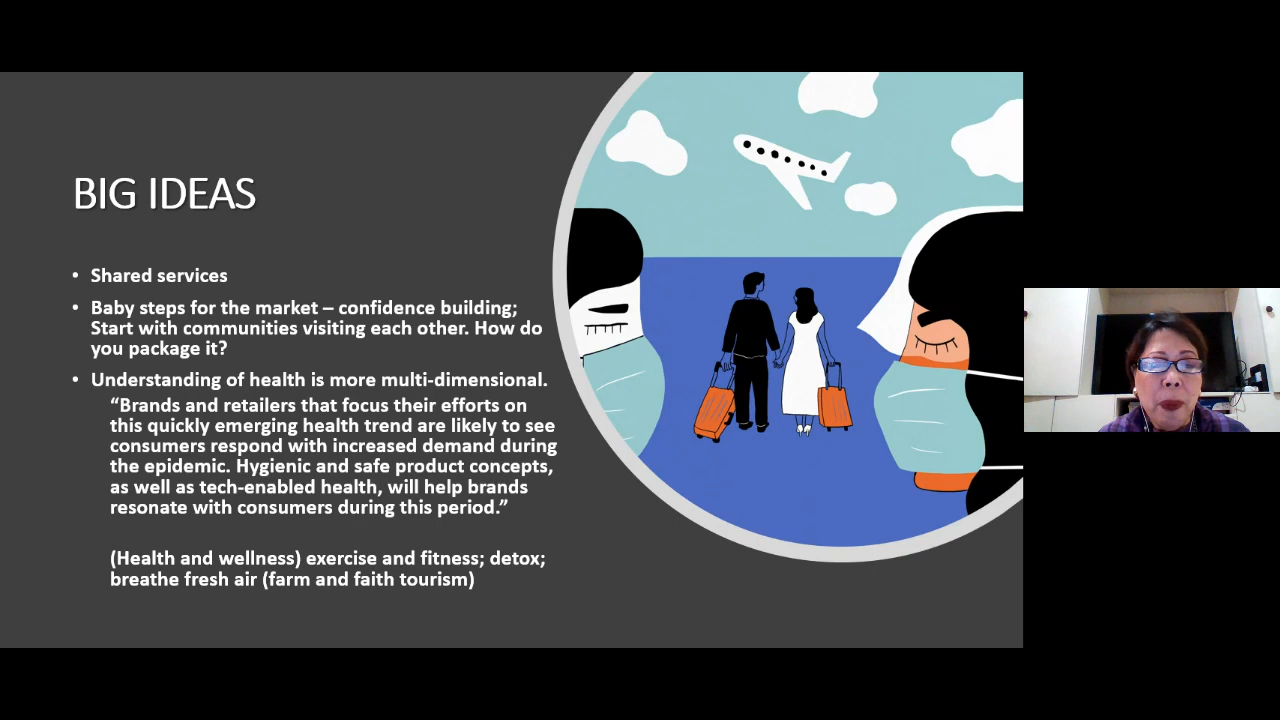 BIG IDEAS
• Shared services
• Baby steps for the market – confidence building;
Start with communities visiting each other. How do
you package it?
• Understanding of health is more multi-dimensional.
“Brands and retailers that focus their efforts on
this quickly emerging health trend are likely to see
consumers respond with increased demand during
the epidemic. Hygienic and safe product concepts,
as well as tech-enabled health, will help brands
resonate with consumers during this period.”
(Health and wellness) exercise and fitness; detox;
breathe fresh air (farm and faith tourism)